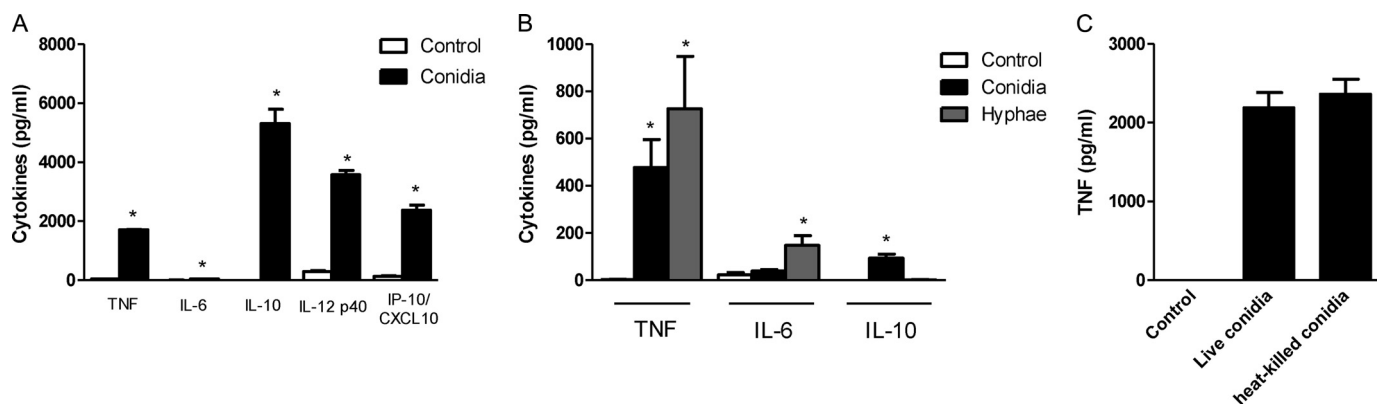 A
Cytokines (pg/ml)
8000
6000
4000
2000
0
Control
Conidia
*
*
*
*
*
TNF
IL-6
IL-10
IL-12 p40
IP-10/
CXCL10
B
Cytokines (pg/ml)
1000
800
600
400
200
0
Control
Conidia
Hyphae
*
*
*
*
TNF
IL-6
IL-10
C
TNF (pg/ml)
3000
2000
1000
0
Control
Live conidia
heat-killed conidia